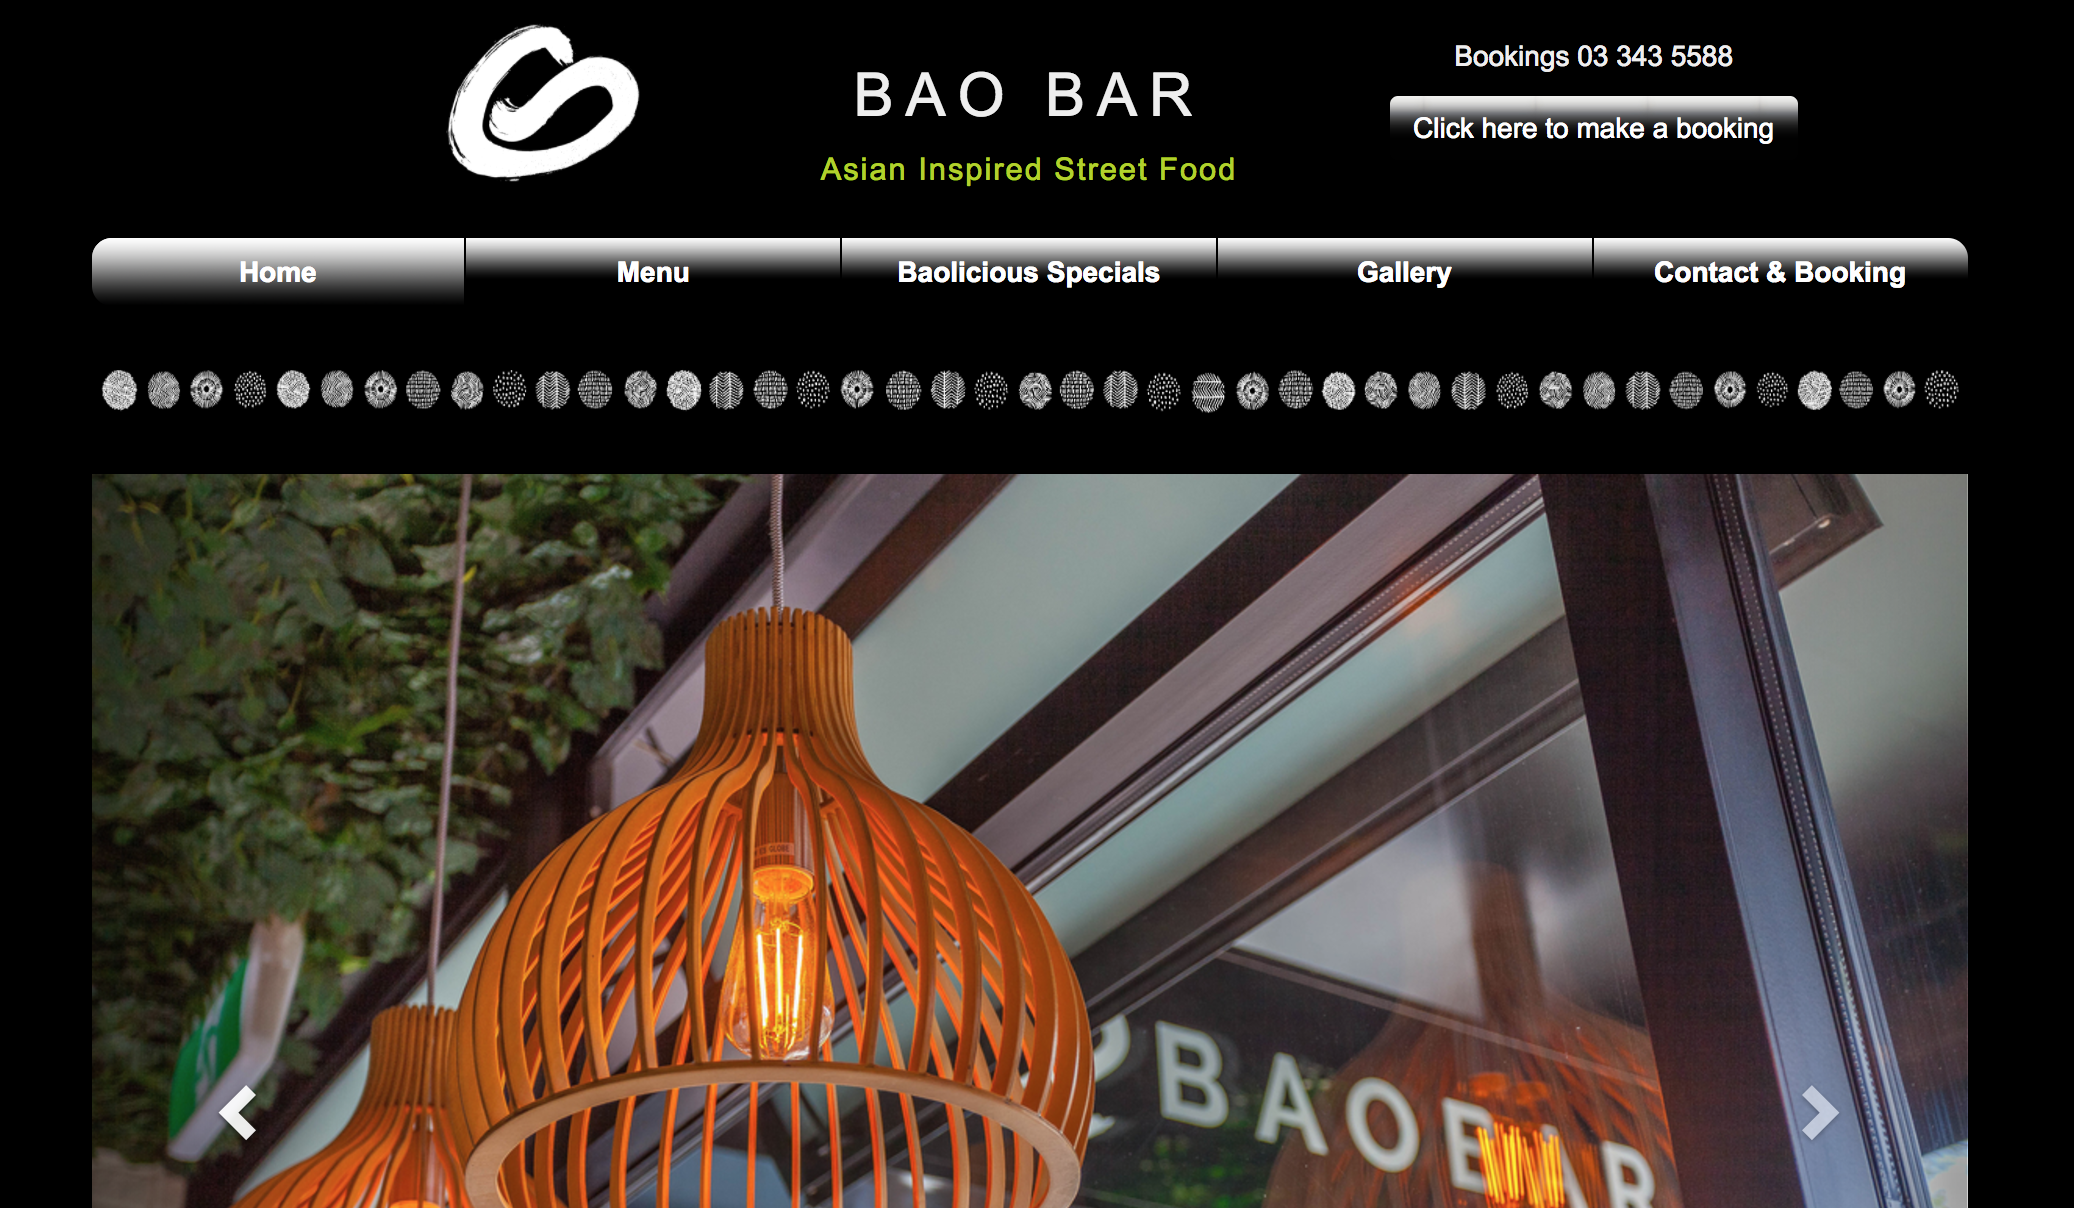 Bookings 03 343 5588
BAO BAR
Click here to make a booking
Asian Inspired Street Food
Home
Menu
Baolicious Specials
Gallery
Contact & Booking
BAOBAR